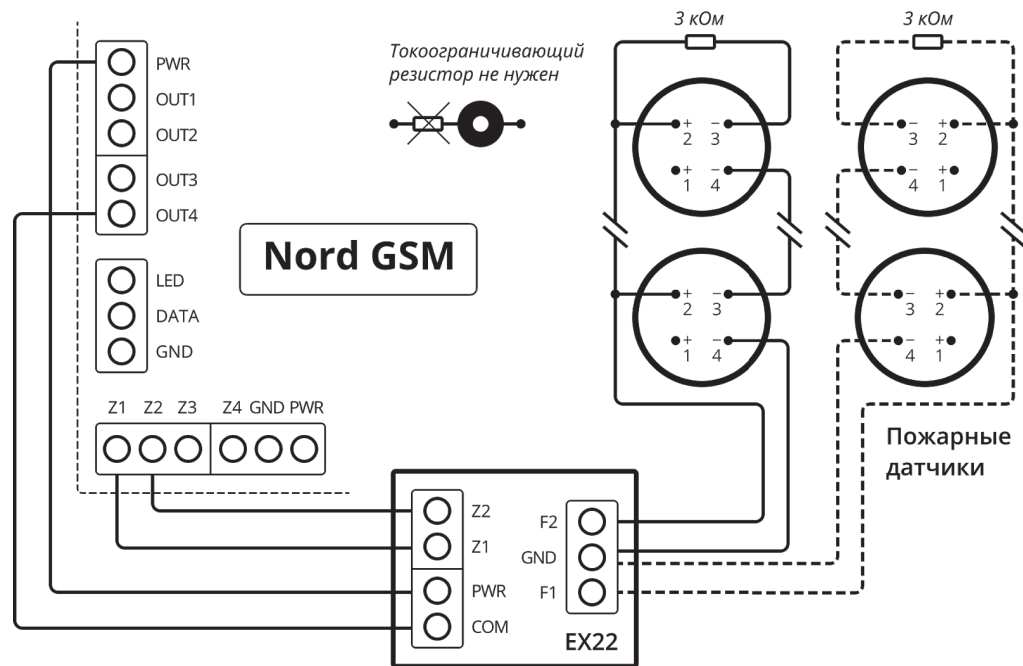 3 кОм
3 кОм
Токоограничивающий
резистор не нужен
PWR
OUT1
OUT2
OUT3
OUT4
Nord GSM
LED
DATA
GND
Z1 Z2 Z3 Z4 GND PWR
+ −
2 3
+ −
1 4
− +
3 2
− +
4 1
+ −
2 3
+ −
1 4
− +
3 2
− +
4 1
Пожарные
датчики
Z2
Z1
PWR
COM
F2
GND
F1
EX22